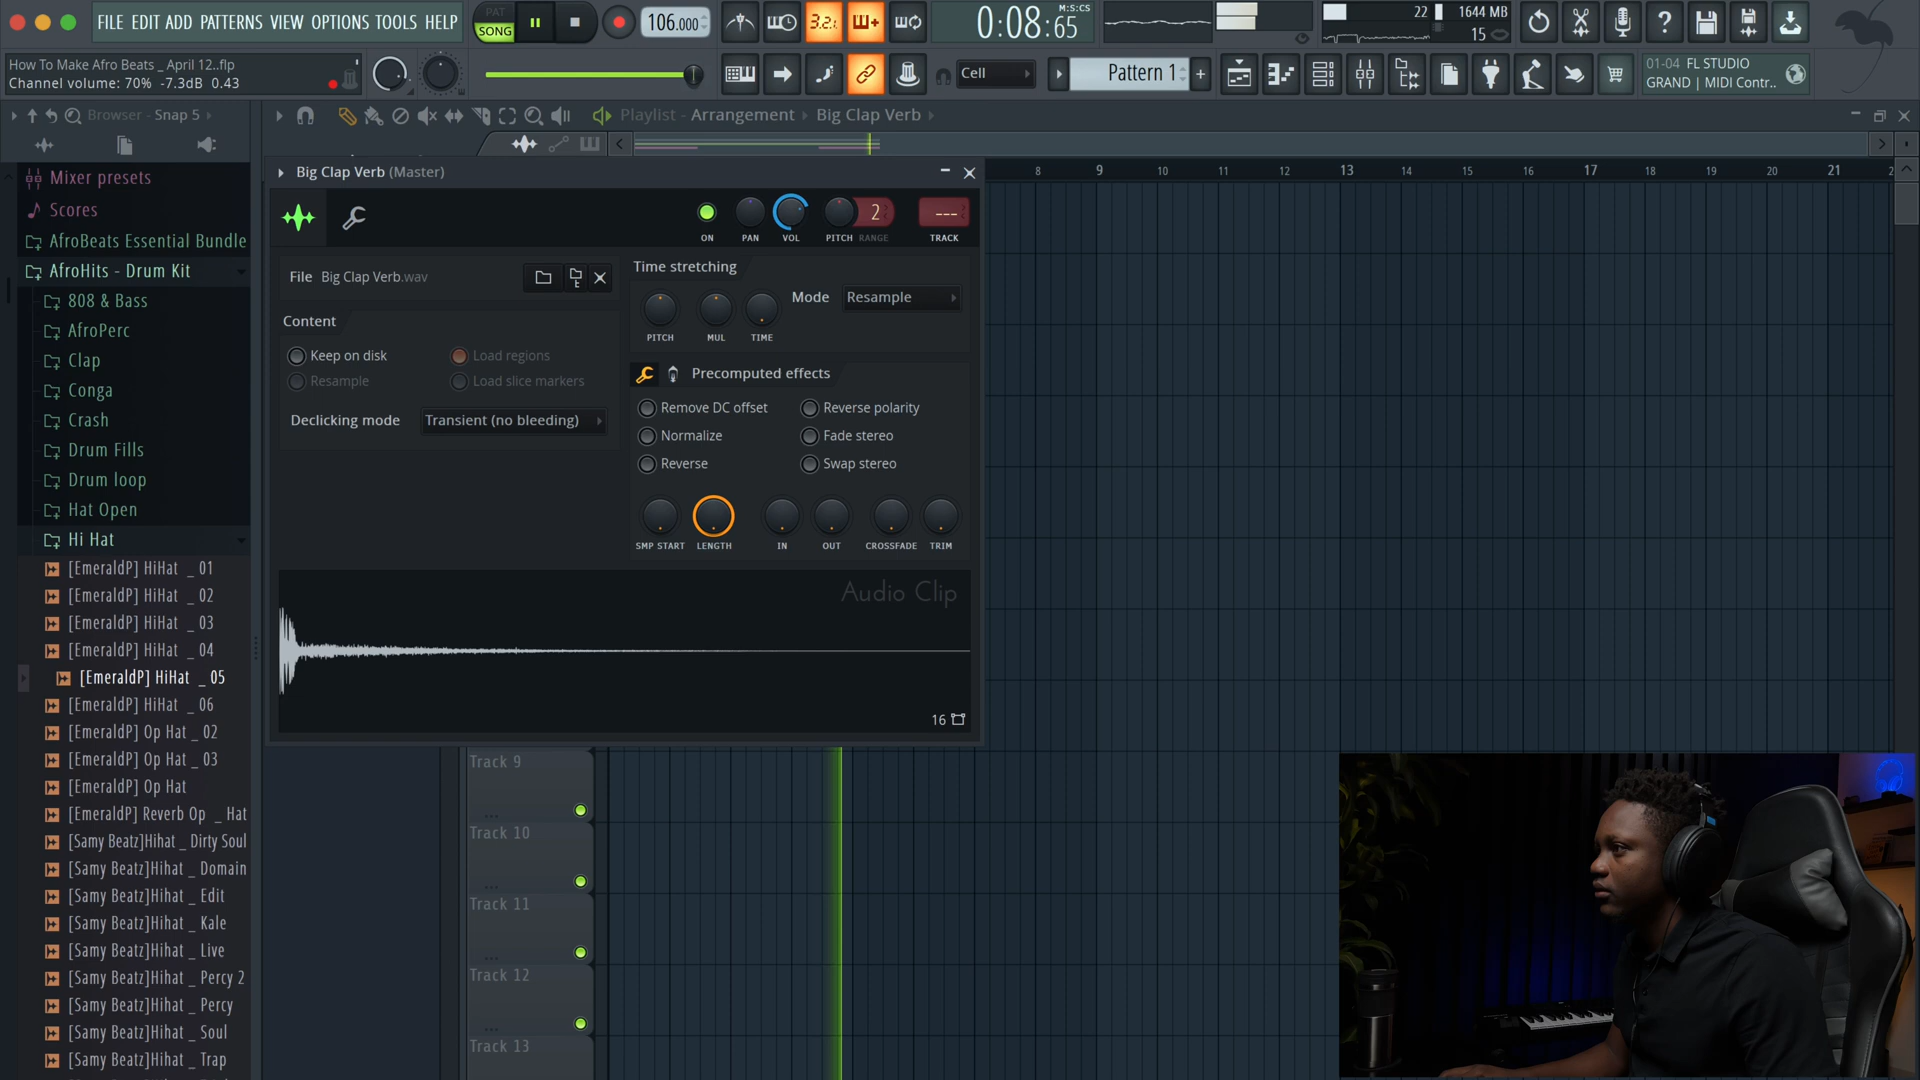 FILE EDIT ADD PATTERNS VIEW OPTIONS TOOLS HELP
PAT
SONG
106.000
0:08:65
M:S:CS
22
1644 MB
15
How To Make Afro Beats _ April 12..flp
Channel volume: 70% -7.3dB 0.43
Cell
Pattern 1
01-04 FL STUDIO
GRAND | MIDI Contr..
Browser - Snap 5
Playlist - Arrangement › Big Clap Verb
Mixer presets
Scores
AfroBeats Essential Bundle
AfroHits - Drum Kit
808 & Bass
AfroPerc
Clap
Conga
Crash
Drum Fills
Drum loop
Hat Open
Hi Hat
[EmeraldP] HiHat _ 01
[EmeraldP] HiHat _ 02
[EmeraldP] HiHat _ 03
[EmeraldP] HiHat _ 04
[EmeraldP] HiHat _ 05
[EmeraldP] HiHat _ 06
[EmeraldP] Op Hat _ 02
[EmeraldP] Op Hat _ 03
[EmeraldP] Op Hat
[EmeraldP] Reverb Op _ Hat
[Samy Beatz]Hihat _ Dirty Soul
[Samy Beatz]Hihat _ Domain
[Samy Beatz]Hihat _ Edit
[Samy Beatz]Hihat _ Kale
[Samy Beatz]Hihat _ Live
[Samy Beatz]Hihat _ Percy 2
[Samy Beatz]Hihat _ Percy
[Samy Beatz]Hihat _ Soul
[Samy Beatz]Hihat _ Trap
Big Clap Verb (Master)
2
---
ON PAN VOL PITCH RANGE TRACK
File Big Clap Verb.wav
Content
Keep on disk
Load regions
Resample
Load slice markers
Declicking mode Transient (no bleeding)
Time stretching
Mode Resample
PITCH MUL TIME
Precomputed effects
Remove DC offset
Reverse polarity
Normalize
Fade stereo
Reverse
Swap stereo
SMP START LENGTH IN OUT CROSSFADE TRIM
Audio Clip
16
8 9 10 11 12 13 14 15 16 17 18 19 20 21
Track 9
Track 10
Track 11
Track 12
Track 13